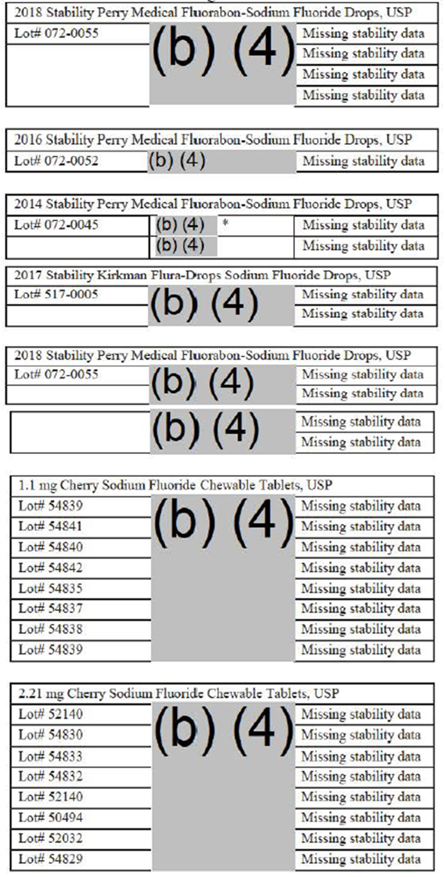 2018 Stability Perry Medical Fluorabon-Sodium Fluoride Drops, USP
Lot# 072-0055 (b) (4) Missing stability data
Missing stability data
Missing stability data
Missing stability data
2016 Stability Perry Medical Fluorabon-Sodium Fluoride Drops, USP
Lot# 072-0052 (b) (4) Missing stability data
2014 Stability Perry Medical Fluorabon-Sodium Fluoride Drops, USP
Lot# 072-0045 (b) (4) * Missing stability data
(b) (4) Missing stability data
2017 Stability Kirkman Flura-Drops Sodium Fluoride Drops, USP
Lot# 517-0005 (b) (4) Missing stability data
Missing stability data
2018 Stability Perry Medical Fluorabon-Sodium Fluoride Drops, USP
Lot# 072-0055 (b) (4) Missing stability data
Missing stability data
(b) (4) Missing stability data
Missing stability data
1.1 mg Cherry Sodium Fluoride Chewable Tablets, USP
Lot# 54839 (b) (4) Missing stability data
Lot# 54841 Missing stability data
Lot# 54840 Missing stability data
Lot# 54842 Missing stability data
Lot# 54835 Missing stability data
Lot# 54837 Missing stability data
Lot# 54838 Missing stability data
Lot# 54839 Missing stability data
2.21 mg Cherry Sodium Fluoride Chewable Tablets, USP
Lot# 52140 (b) (4) Missing stability data
Lot# 54830 Missing stability data
Lot# 54833 Missing stability data
Lot# 54832 Missing stability data
Lot# 52140 Missing stability data
Lot# 50494 Missing stability data
Lot# 52032 Missing stability data
Lot# 54829 Missing stability data